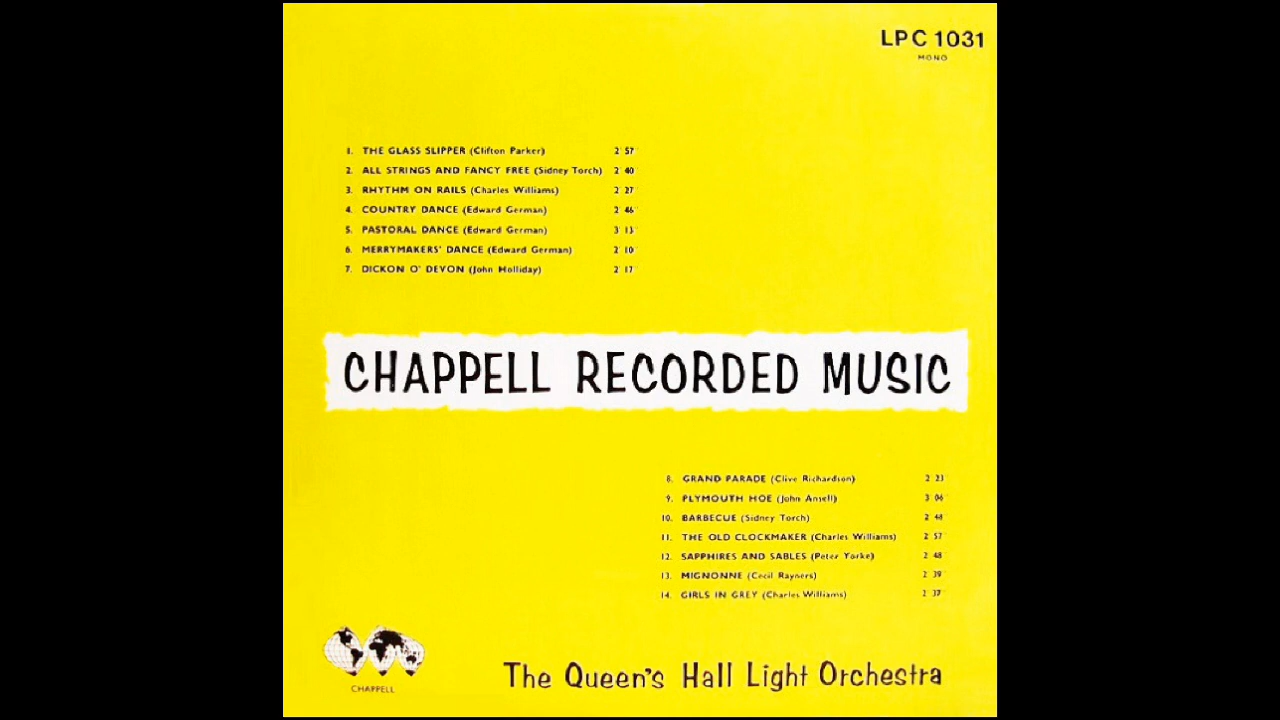 LPC 1031
MONO
1. THE GLASS SLIPPER (Clifton Parker) 2 57
2. ALL STRINGS AND FANCY FREE (Sidney Torch) 2 40
3. RHYTHM ON RAILS (Charles Williams) 2 27
4. COUNTRY DANCE (Edward German) 2 46
5. PASTORAL DANCE (Edward German) 3 13
6. MERRYMAKERS' DANCE (Edward German) 2 10
7. DICKON O' DEVON (John Holliday) 2 17
CHAPPELL RECORDED MUSIC
8. GRAND PARADE (Clive Richardson) 2 23
9. PLYMOUTH HOE (John Ansell) 3 06
10. BARBECUE (Sidney Torch) 2 48
11. THE OLD CLOCKMAKER (Charles Williams) 2 57
12. SAPPHIRES AND SABLES (Peter Yorke) 2 48
13. MIGNONNE (Cecil Rayners) 2 39
14. GIRLS IN GREY (Charles Williams) 2 37
CHAPPELL
The Queen's Hall Light Orchestra